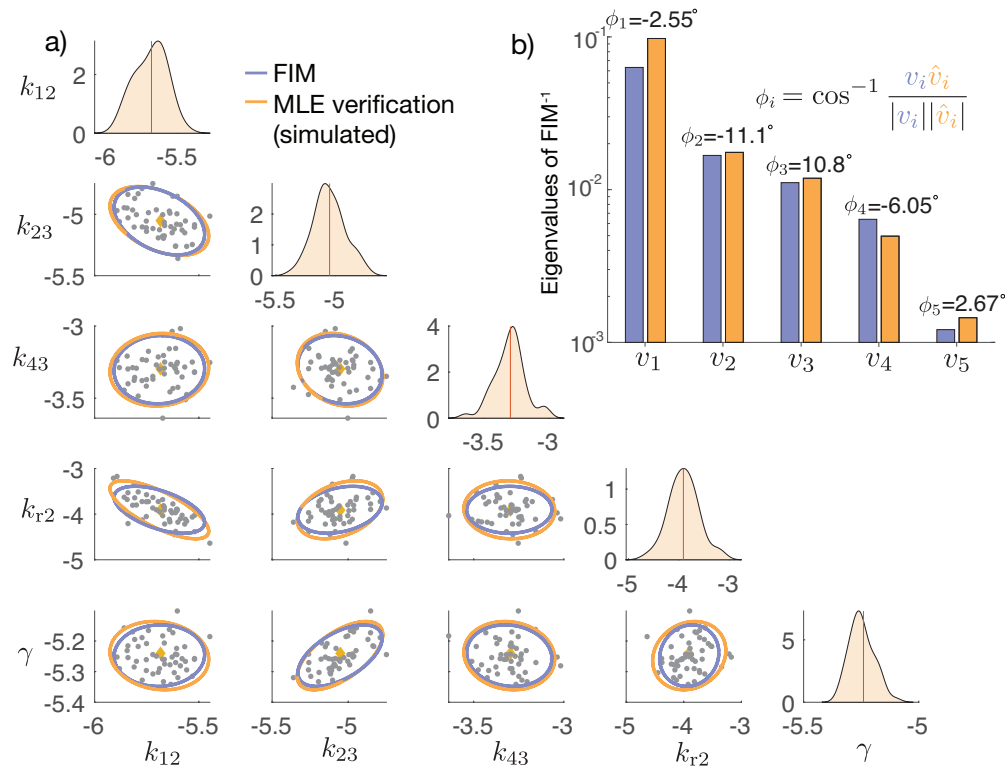 a)
k12
2
0
-6
-5.5
FIM
MLE verification
(simulated)
b)
Eigenvalues of FIM-1
10-1
10-2
10-3
ϕ1=-2.55°
ϕ2=-11.1°
ϕ3=10.8°
ϕ4=-6.05°
ϕ5=2.67°
ϕi = cos−1 vi v̂i / |vi||v̂i|
v1
v2
v3
v4
v5
k23
-5
-5.5
2
1
0
-5.5
-5
k43
-3
-3.5
4
2
0
-3.5
-3
kr2
-3
-4
-5
1
0.5
0
-5
-4
-3
γ
-5.2
-5.3
-5.4
-6
-5.5
-5
-3.5
-3
-5
-4
-3
5
0
-5.5
-5
k12
k23
k43
kr2
γ